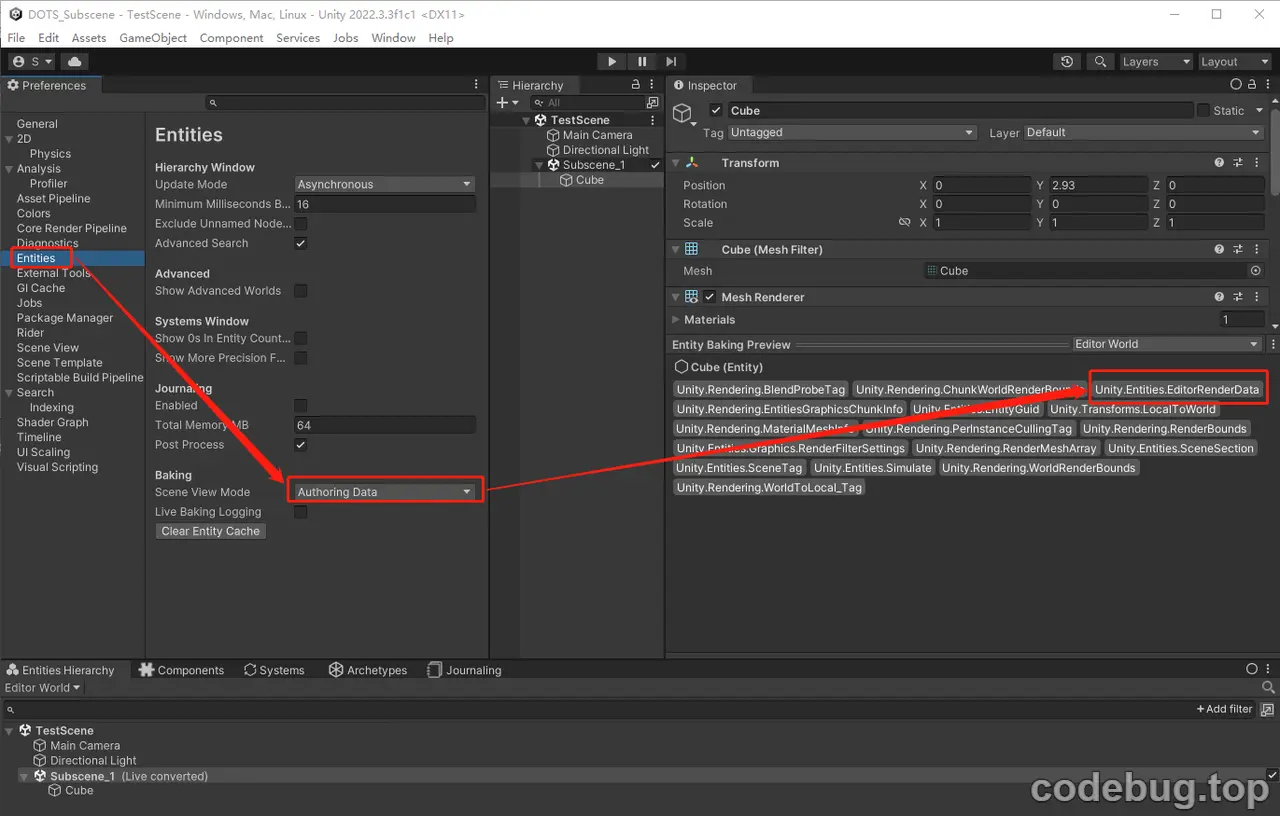 DOTS_Subscene - TestScene - Windows, Mac, Linux - Unity 2022.3.3f1c1 <DX11>
File Edit Assets GameObject Component Services Jobs Window Help
S Layers Layout
Preferences
General
2D
Physics
Analysis
Profiler
Asset Pipeline
Colors
Core Render Pipeline
Diagnostics
Entities
External Tools
GI Cache
Jobs
Package Manager
Rider
Scene View
Scene Template
Scriptable Build Pipeline
Search
Indexing
Shader Graph
Timeline
UI Scaling
Visual Scripting
Entities
Hierarchy Window
Update Mode Asynchronous
Minimum Milliseconds B... 16
Exclude Unnamed Node...
Advanced Search
Advanced
Show Advanced Worlds
Systems Window
Show 0s In Entity Count...
Show More Precision F...
Journaling
Enabled
Total Memory MB 64
Post Process
Baking
Scene View Mode Authoring Data
Live Baking Logging
Clear Entity Cache
Hierarchy
All
TestScene
Main Camera
Directional Light
Subscene_1
Cube
Inspector
Cube Static
Tag Untagged Layer Default
Transform
Position X 0 Y 2.93 Z 0
Rotation X 0 Y 0 Z 0
Scale X 1 Y 1 Z 1
Cube (Mesh Filter)
Mesh Cube
Mesh Renderer
Materials 1
Entity Baking Preview Editor World
Cube (Entity)
Unity.Rendering.BlendProbeTag Unity.Rendering.ChunkWorldRenderBounds Unity.Entities.EditorRenderData
Unity.Rendering.EntitiesGraphicsChunkInfo Unity.Entities.EntityGuid Unity.Transforms.LocalToWorld
Unity.Rendering.MaterialMeshInfo Unity.Rendering.PerInstanceCullingTag Unity.Rendering.RenderBounds
Unity.Entities.Graphics.RenderFilterSettings Unity.Rendering.RenderMeshArray Unity.Entities.SceneSection
Unity.Entities.SceneTag Unity.Entities.Simulate Unity.Rendering.WorldRenderBounds
Unity.Rendering.WorldToLocal_Tag
Entities Hierarchy Components Systems Archetypes Journaling
Editor World
+ Add filter
TestScene
Main Camera
Directional Light
Subscene_1 (Live converted)
Cube
codebug.top